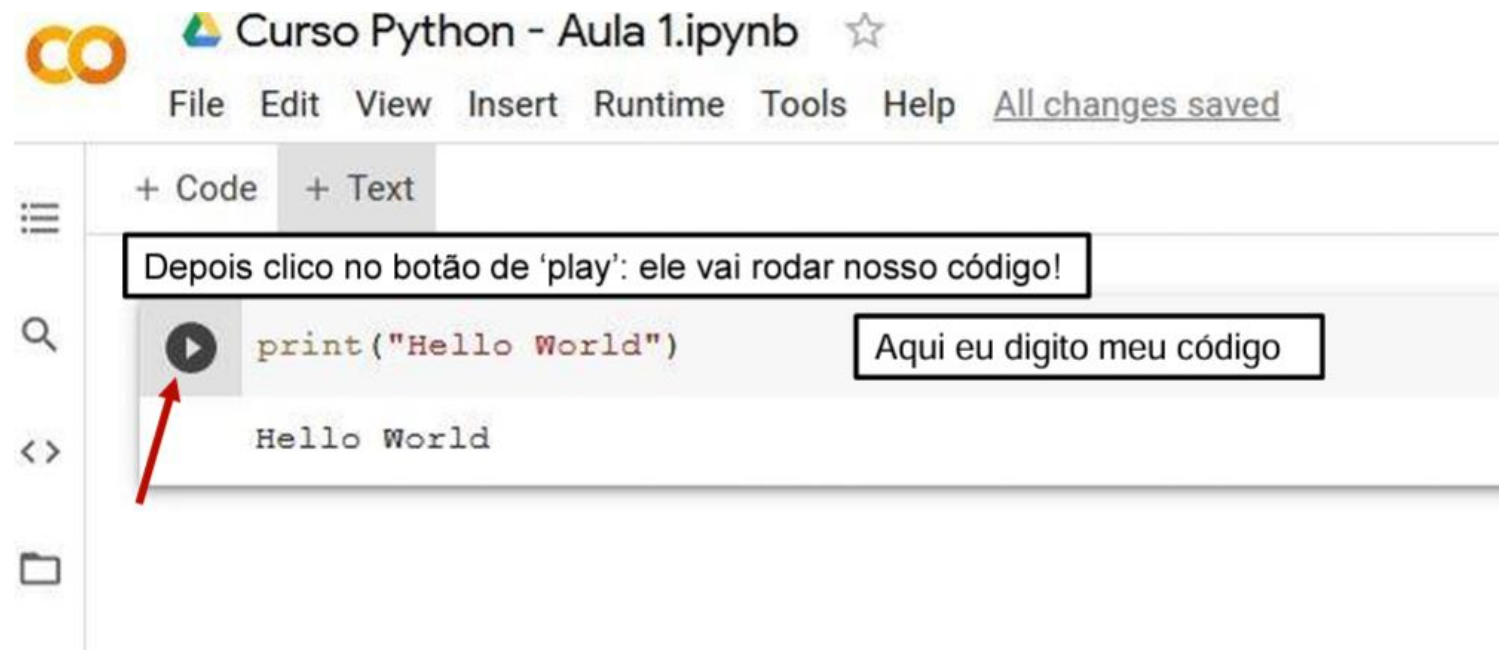 CO
Curso Python - Aula 1.ipynb
File Edit View Insert Runtime Tools Help All changes saved
+ Code + Text
Depois clico no botão de ‘play’: ele vai rodar nosso código!
print("Hello World")
Aqui eu digito meu código
Hello World